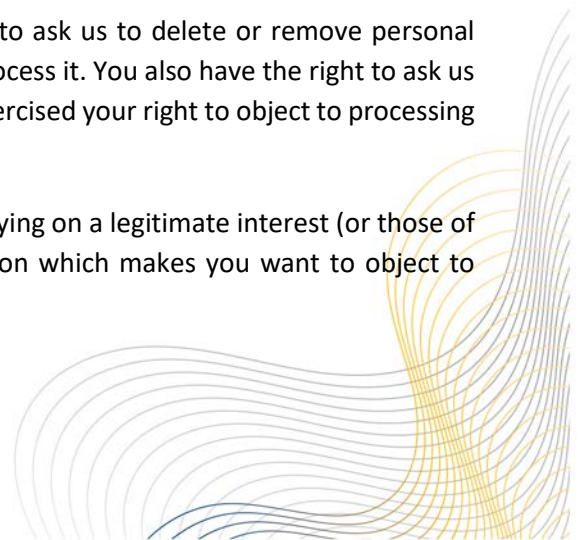 to ask us to delete or remove personal
ocess it. You also have the right to ask us
ercised your right to object to processing
ying on a legitimate interest (or those of
on which makes you want to object to